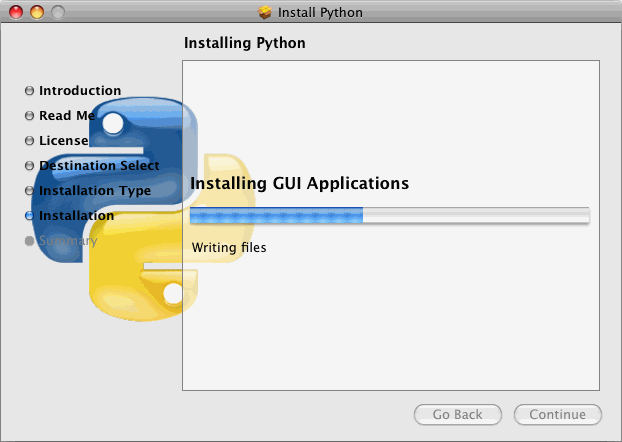 Install Python
Installing Python
Introduction
Read Me
License
Destination Select
Installation Type
Installation
Summary
Installing GUI Applications
Writing files
Go Back
Continue